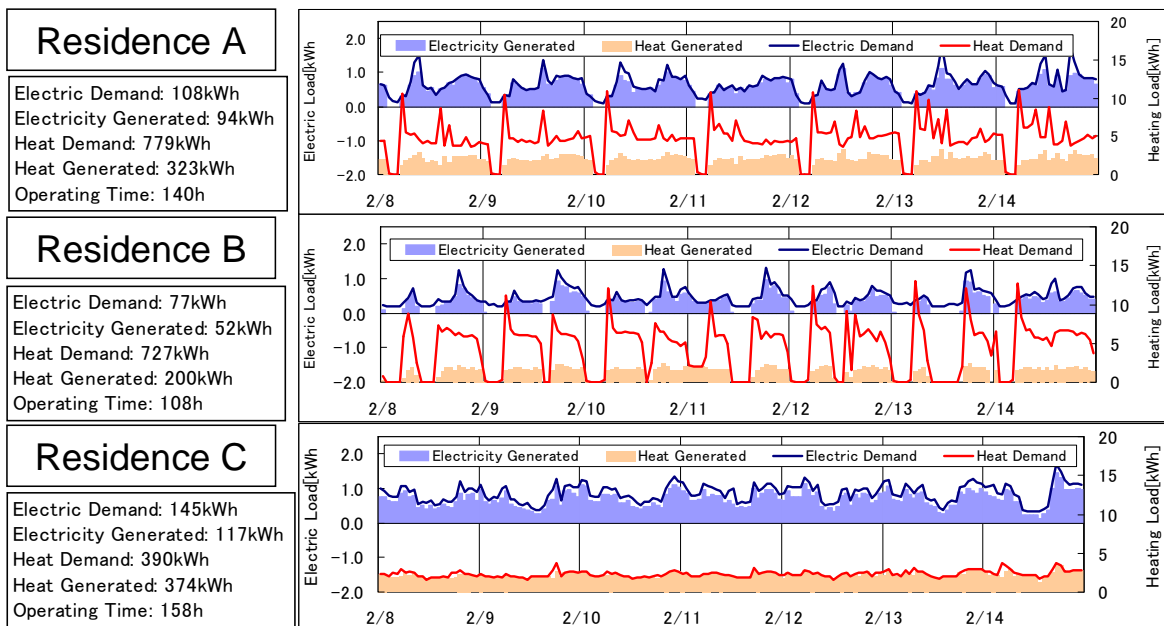 Residence A
Electric Demand: 108kWh
Electricity Generated: 94kWh
Heat Demand: 779kWh
Heat Generated: 323kWh
Operating Time: 140h
Electricity Generated Heat Generated Electric Demand Heat Demand
Electric Load[kWh
2.0
1.0
0.0
-1.0
-2.0
Heating Load[kWh]
20
15
10
5
0
2/8 2/9 2/10 2/11 2/12 2/13 2/14
Residence B
Electric Demand: 77kWh
Electricity Generated: 52kWh
Heat Demand: 727kWh
Heat Generated: 200kWh
Operating Time: 108h
Electricity Generated Heat Generated Electric Demand Heat Demand
Electric Load[kWh
2.0
1.0
0.0
-1.0
-2.0
Heating Load[kWh]
20
15
10
5
0
2/8 2/9 2/10 2/11 2/12 2/13 2/14
Residence C
Electric Demand: 145kWh
Electricity Generated: 117kWh
Heat Demand: 390kWh
Heat Generated: 374kWh
Operating Time: 158h
Electricity Generated Heat Generated Electric Demand Heat Demand
Electric Load[kWh
2.0
1.0
0.0
-1.0
-2.0
Heating Load[kWh]
20
15
10
5
0
2/8 2/9 2/10 2/11 2/12 2/13 2/14